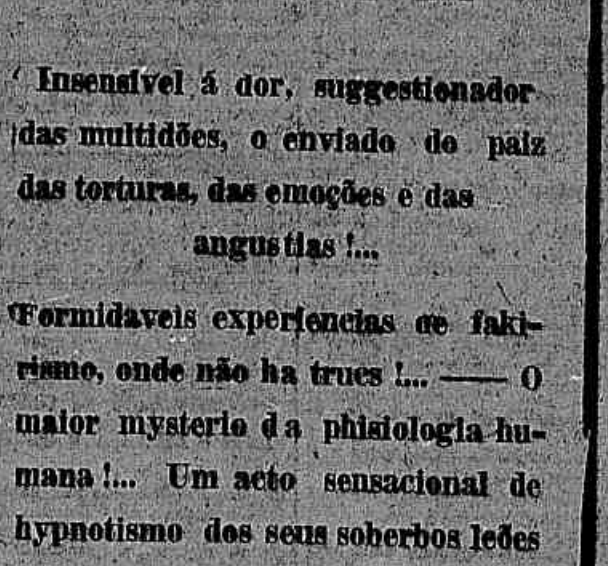 Insensivel á dor, suggestionador
das multidões, o enviado do paiz
das torturas, das emoções e das
angustias !...
Formidaveis experiencias de faki-
rismo, onde não ha trucs !... —— O
maior mysterio da phisiologia hu-
mana !... Um acto sensacional de
hypnotismo dos seus soberbos leões